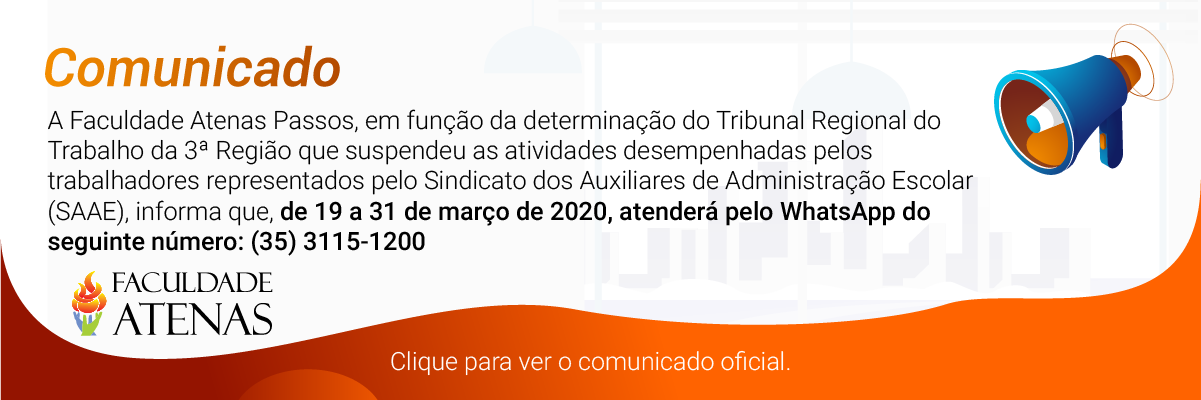 Comunicado
A Faculdade Atenas Passos, em função da determinação do Tribunal Regional do
Trabalho da 3ª Região que suspendeu as atividades desempenhadas pelos
trabalhadores representados pelo Sindicato dos Auxiliares de Administração Escolar
(SAAE), informa que, de 19 a 31 de março de 2020, atenderá pelo WhatsApp do
seguinte número: (35) 3115-1200
FACULDADE
ATENAS
Clique para ver o comunicado oficial.